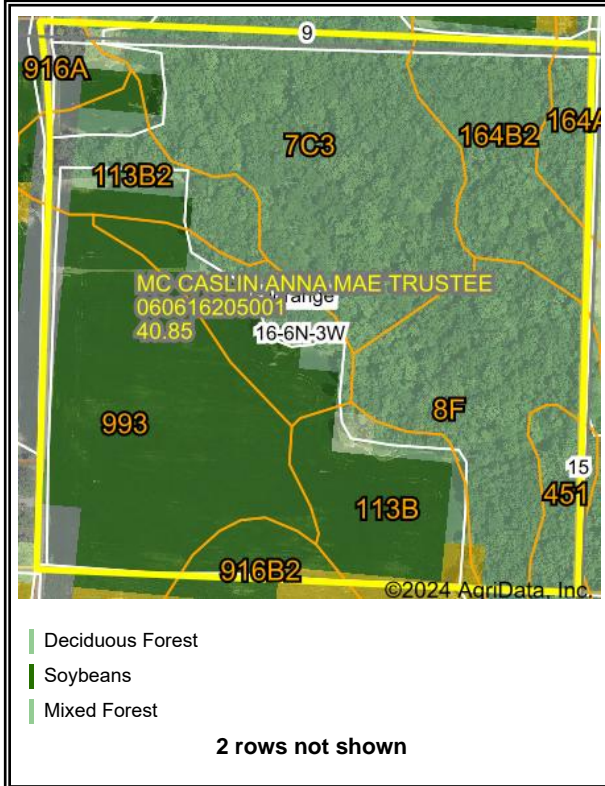 9
916A
7C3
164B2
164A
113B2
MC CASLIN ANNA MAE TRUSTEE
060616205001
range
40.85
16-6N-3W
993
8F
15
451
113B
916B2
©2024 AgriData, Inc.
Deciduous Forest
Soybeans
Mixed Forest
2 rows not shown